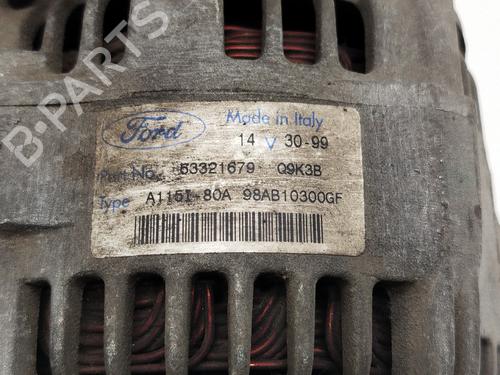 B-PARTS
Ford
Made in Italy
14 V 30-99
Part No. 63321679 Q9K3B
Type A115I-80A 98AB10300GF